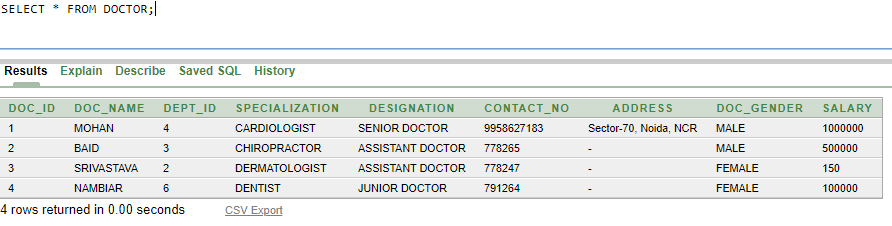 SELECT * FROM DOCTOR;
Results Explain Describe Saved SQL History
DOC_ID DOC_NAME DEPT_ID SPECIALIZATION DESIGNATION CONTACT_NO ADDRESS DOC_GENDER SALARY
1 MOHAN 4 CARDIOLOGIST SENIOR DOCTOR 9958627183 Sector-70, Noida, NCR MALE 1000000
2 BAID 3 CHIROPRACTOR ASSISTANT DOCTOR 778265 - MALE 500000
3 SRIVASTAVA 2 DERMATOLOGIST ASSISTANT DOCTOR 778247 - FEMALE 150
4 NAMBIAR 6 DENTIST JUNIOR DOCTOR 791264 - FEMALE 100000
4 rows returned in 0.00 seconds CSV Export